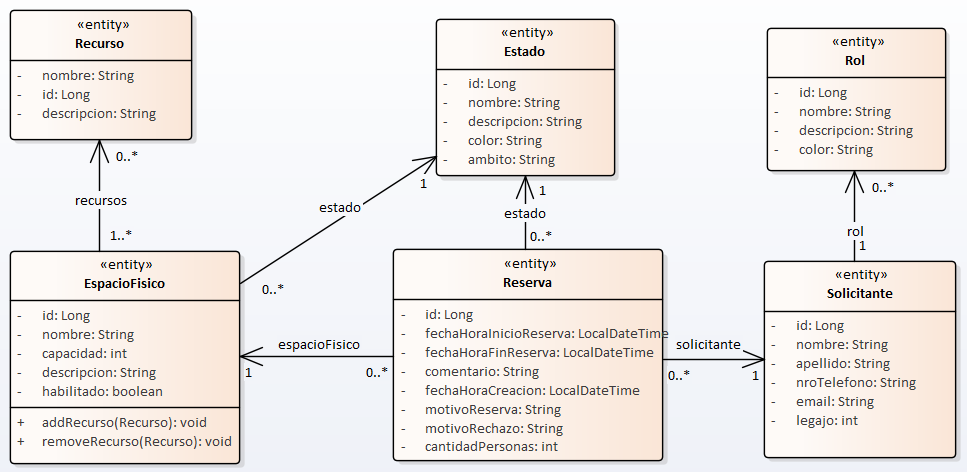 «entity»
Recurso
- nombre: String
- id: Long
- descripcion: String
«entity»
Estado
- id: Long
- nombre: String
- descripcion: String
- color: String
- ambito: String
«entity»
Rol
- id: Long
- nombre: String
- descripcion: String
- color: String
0..*
recursos
1..*
1
estado
0..*
1
estado
0..*
0..*
rol
1
«entity»
EspacioFisico
- id: Long
- nombre: String
- capacidad: int
- descripcion: String
- habilitado: boolean
+ addRecurso(Recurso): void
+ removeRecurso(Recurso): void
espacioFisico
1
0..*
«entity»
Reserva
- id: Long
- fechaHoraInicioReserva: LocalDateTime
- fechaHoraFinReserva: LocalDateTime
- comentario: String
- fechaHoraCreacion: LocalDateTime
- motivoReserva: String
- motivoRechazo: String
- cantidadPersonas: int
solicitante
0..*
1
«entity»
Solicitante
- id: Long
- nombre: String
- apellido: String
- nroTelefono: String
- email: String
- legajo: int